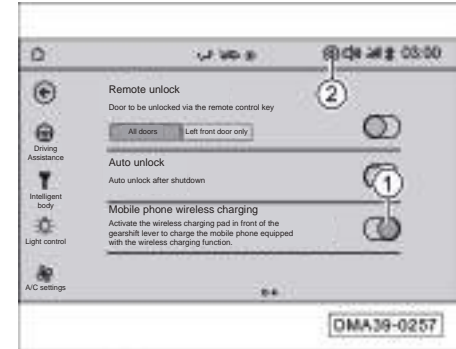 03:00
2
Remote unlock
Door to be unlocked via the remote control key
All doors
Left front door only
Driving
Assistance
Auto unlock
Auto unlock after shutdown
1
Intelligent
body
Mobile phone wireless charging
Activate the wireless charging pad in front of the
gearshift lever to charge the mobile phone equipped
with the wireless charging function.
Light control
A/C settings
DMA39-0257